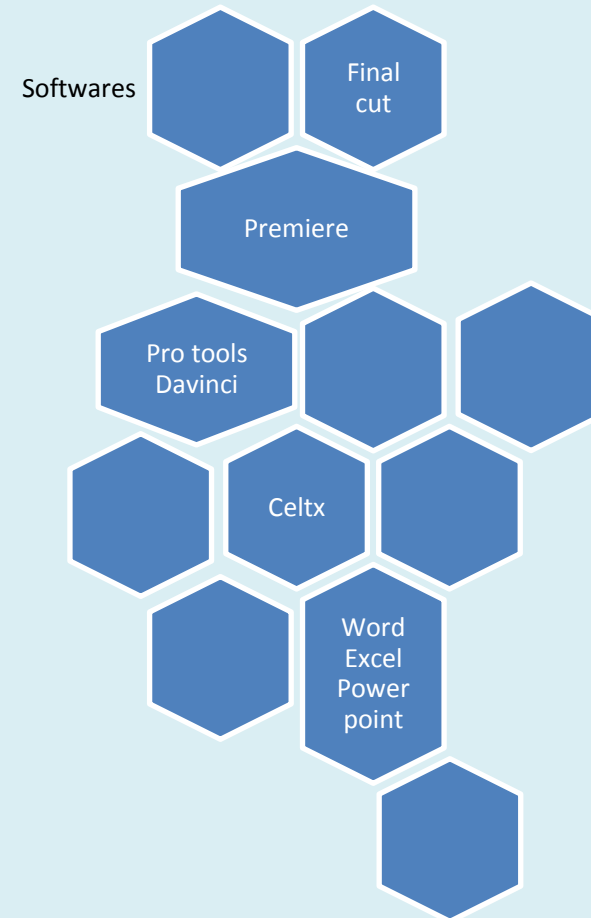 Softwares
Final
cut
Premiere
Pro tools
Davinci
Celtx
Word
Excel
Power
point